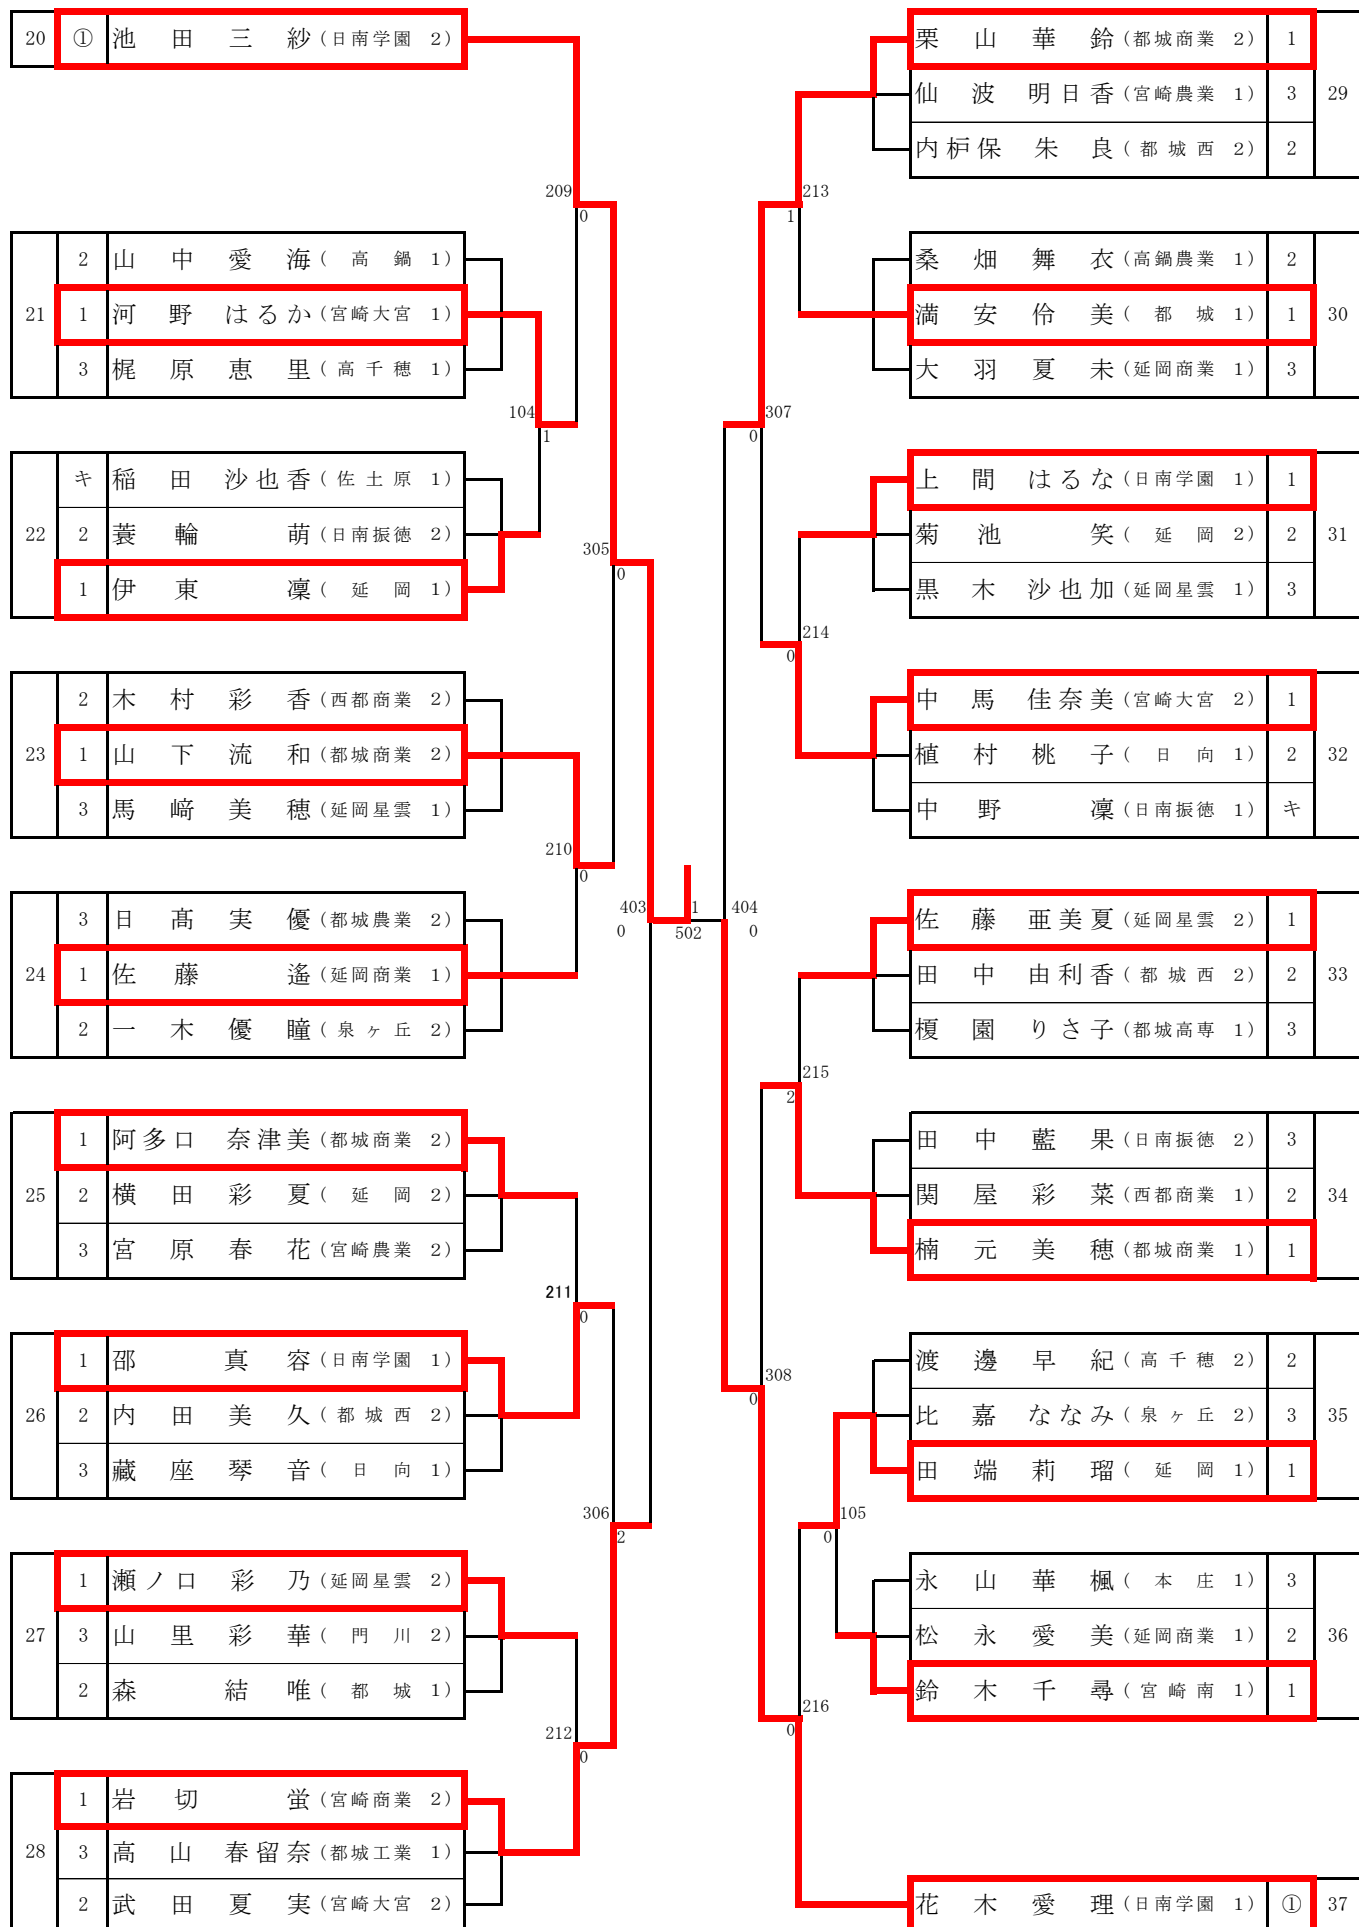 20 ① 池田三紗（日南学園 2）
209
0
21
2 山中愛海（高鍋 1）
1 河野はるか（宮崎大宮 1）
3 梶原恵里（高千穂 1）
104
1
22
キ 稲田沙也香（佐土原 1）
2 蓑輪萌（日南振徳 2）
1 伊東凜（延岡 1）
305
0
23
2 木村彩香（西都商業 2）
1 山下流和（都城商業 2）
3 馬﨑美穂（延岡星雲 1）
210
0
24
3 日髙実優（都城農業 2）
1 佐藤遙（延岡商業 1）
2 一木優瞳（泉ヶ丘 2）
403
0
1
502
404
0
25
1 阿多口奈津美（都城商業 2）
2 横田彩夏（延岡 2）
3 宮原春花（宮崎農業 2）
211
0
26
1 邵真容（日南学園 1）
2 内田美久（都城西 2）
3 藏座琴音（日向 1）
306
2
27
1 瀬ノ口彩乃（延岡星雲 2）
3 山里彩華（門川 2）
2 森結唯（都城 1）
212
0
28
1 岩切蛍（宮崎商業 2）
3 高山春留奈（都城工業 1）
2 武田夏実（宮崎大宮 2）
栗山華鈴（都城商業 2） 1
仙波明日香（宮崎農業 1） 3
内枦保朱良（都城西 2） 2
29
213
1
桑畑舞衣（高鍋農業 1） 2
満安伶美（都城 1） 1
大羽夏未（延岡商業 1） 3
30
307
0
上間はるな（日南学園 1） 1
菊池笑（延岡 2） 2
黒木沙也加（延岡星雲 1） 3
31
214
0
中馬佳奈美（宮崎大宮 2） 1
植村桃子（日向 1） 2
中野凜（日南振徳 1） キ
32
佐藤亜美夏（延岡星雲 2） 1
田中由利香（都城西 2） 2
榎園りさ子（都城高専 1） 3
33
215
2
田中藍果（日南振徳 2） 3
関屋彩菜（西都商業 1） 2
楠元美穂（都城商業 1） 1
34
308
0
渡邊早紀（高千穂 2） 2
比嘉ななみ（泉ヶ丘 2） 3
田端莉瑠（延岡 1） 1
35
105
0
永山華楓（本庄 1） 3
松永愛美（延岡商業 1） 2
鈴木千尋（宮崎南 1） 1
36
216
0
花木愛理（日南学園 1） ① 37